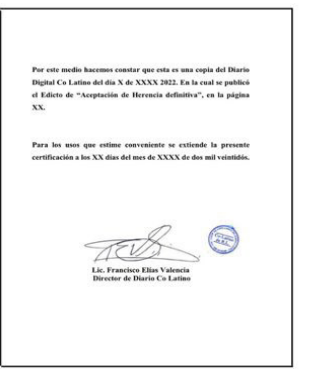 Por este medio hacemos constar que esta es una copia del Diario
Digital Co Latino del día X de XXXX 2022. En la cual se publicó
el Edicto de “Aceptación de Herencia definitiva”, en la página
XX.
Para los usos que estime conveniente se extiende la presente
certificación a los XX días del mes de XXXX de dos mil veintidós.
Lic. Francisco Elías Valencia
Director de Diario Co Latino